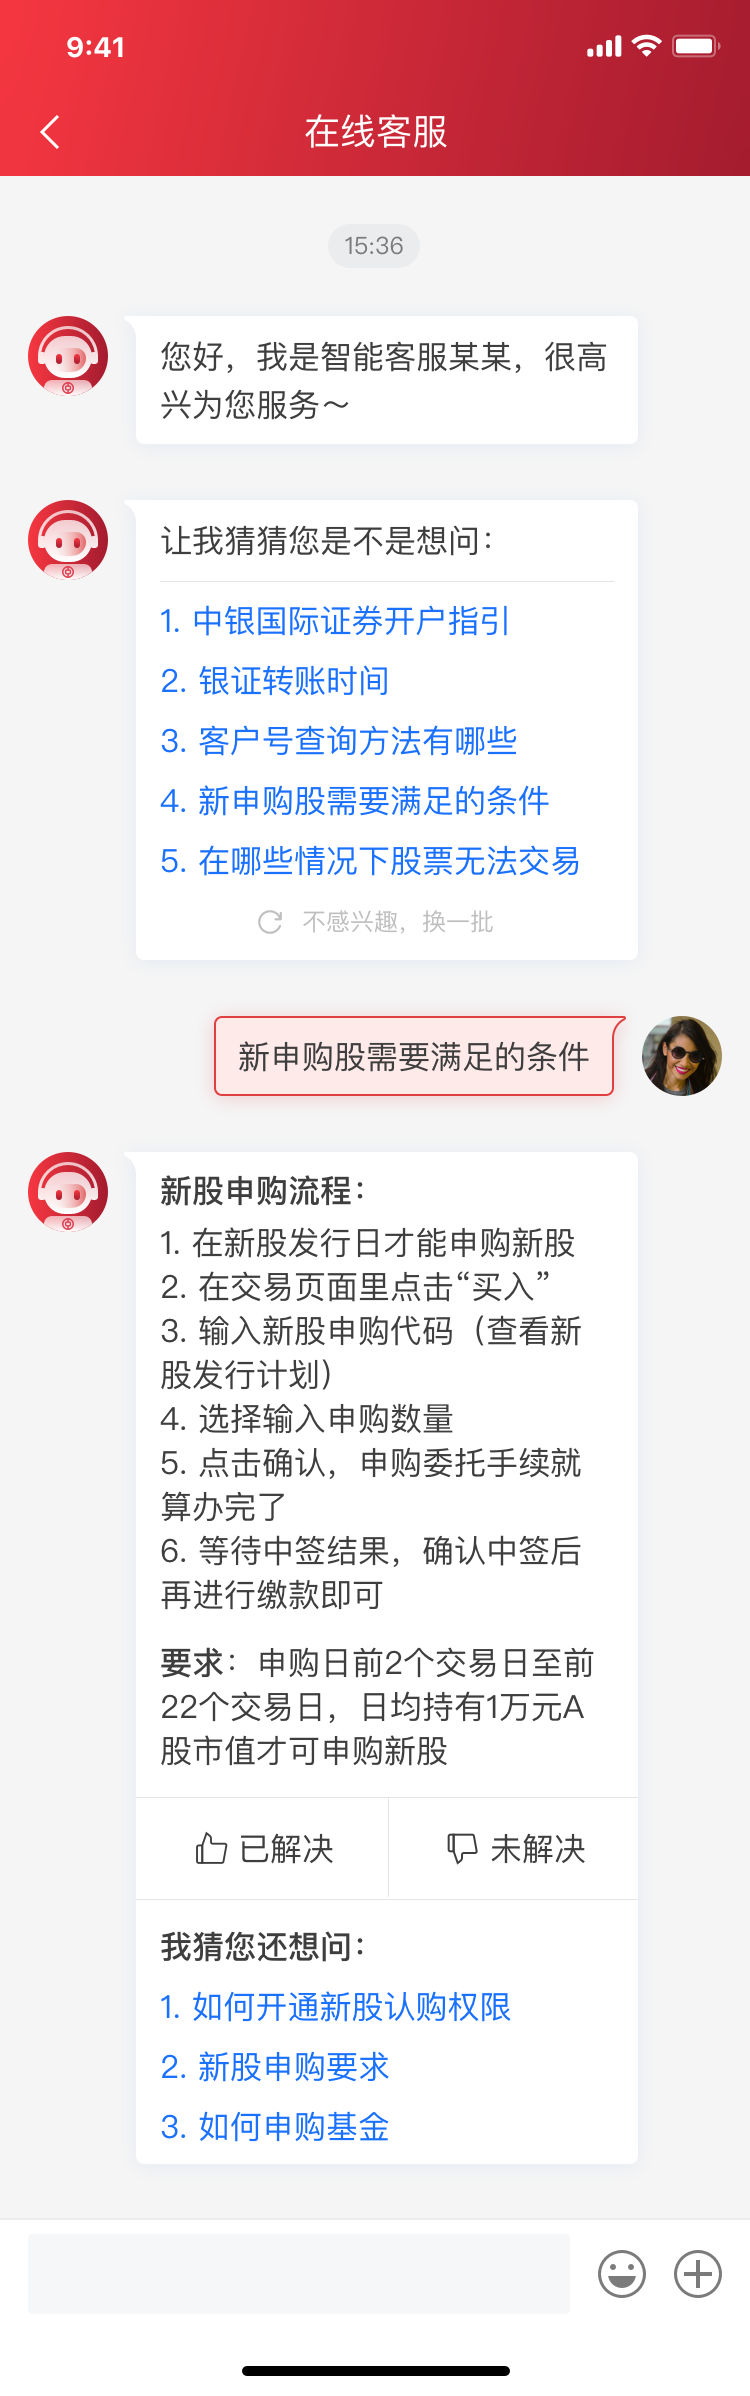 9:41
在线客服
15:36
您好，我是智能客服某某，很高
兴为您服务～
让我猜猜您是不是想问：
1. 中银国际证券开户指引
2. 银证转账时间
3. 客户号查询方法有哪些
4. 新申购股需要满足的条件
5. 在哪些情况下股票无法交易
不感兴趣，换一批
新申购股需要满足的条件
新股申购流程：
1. 在新股发行日才能申购新股
2. 在交易页面里点击“买入”
3. 输入新股申购代码（查看新
股发行计划）
4. 选择输入申购数量
5. 点击确认，申购委托手续就
算办完了
6. 等待中签结果，确认中签后
再进行缴款即可
要求：申购日前2个交易日至前
22个交易日，日均持有1万元A
股市值才可申购新股
已解决
未解决
我猜您还想问：
1. 如何开通新股认购权限
2. 新股申购要求
3. 如何申购基金